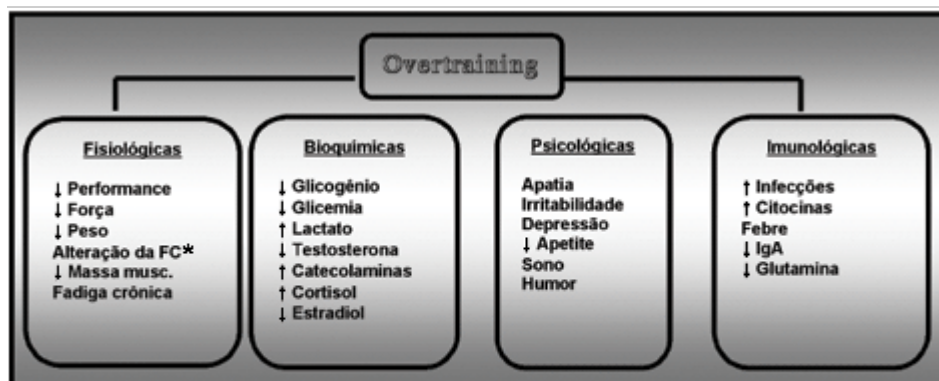 Overtraining
Fisiológicas
↓ Performance
↓ Força
↓ Peso
Alteração da FC*
↓ Massa musc.
Fadiga crônica
Bioquímicas
↓ Glicogênio
↓ Glicemia
↑ Lactato
↓ Testosterona
↑ Catecolaminas
↑ Cortisol
↓ Estradiol
Psicológicas
Apatia
Irritabilidade
Depressão
↓ Apetite
Sono
Humor
Imunológicas
↑ Infecções
↑ Citocinas
Febre
↓ IgA
↓ Glutamina